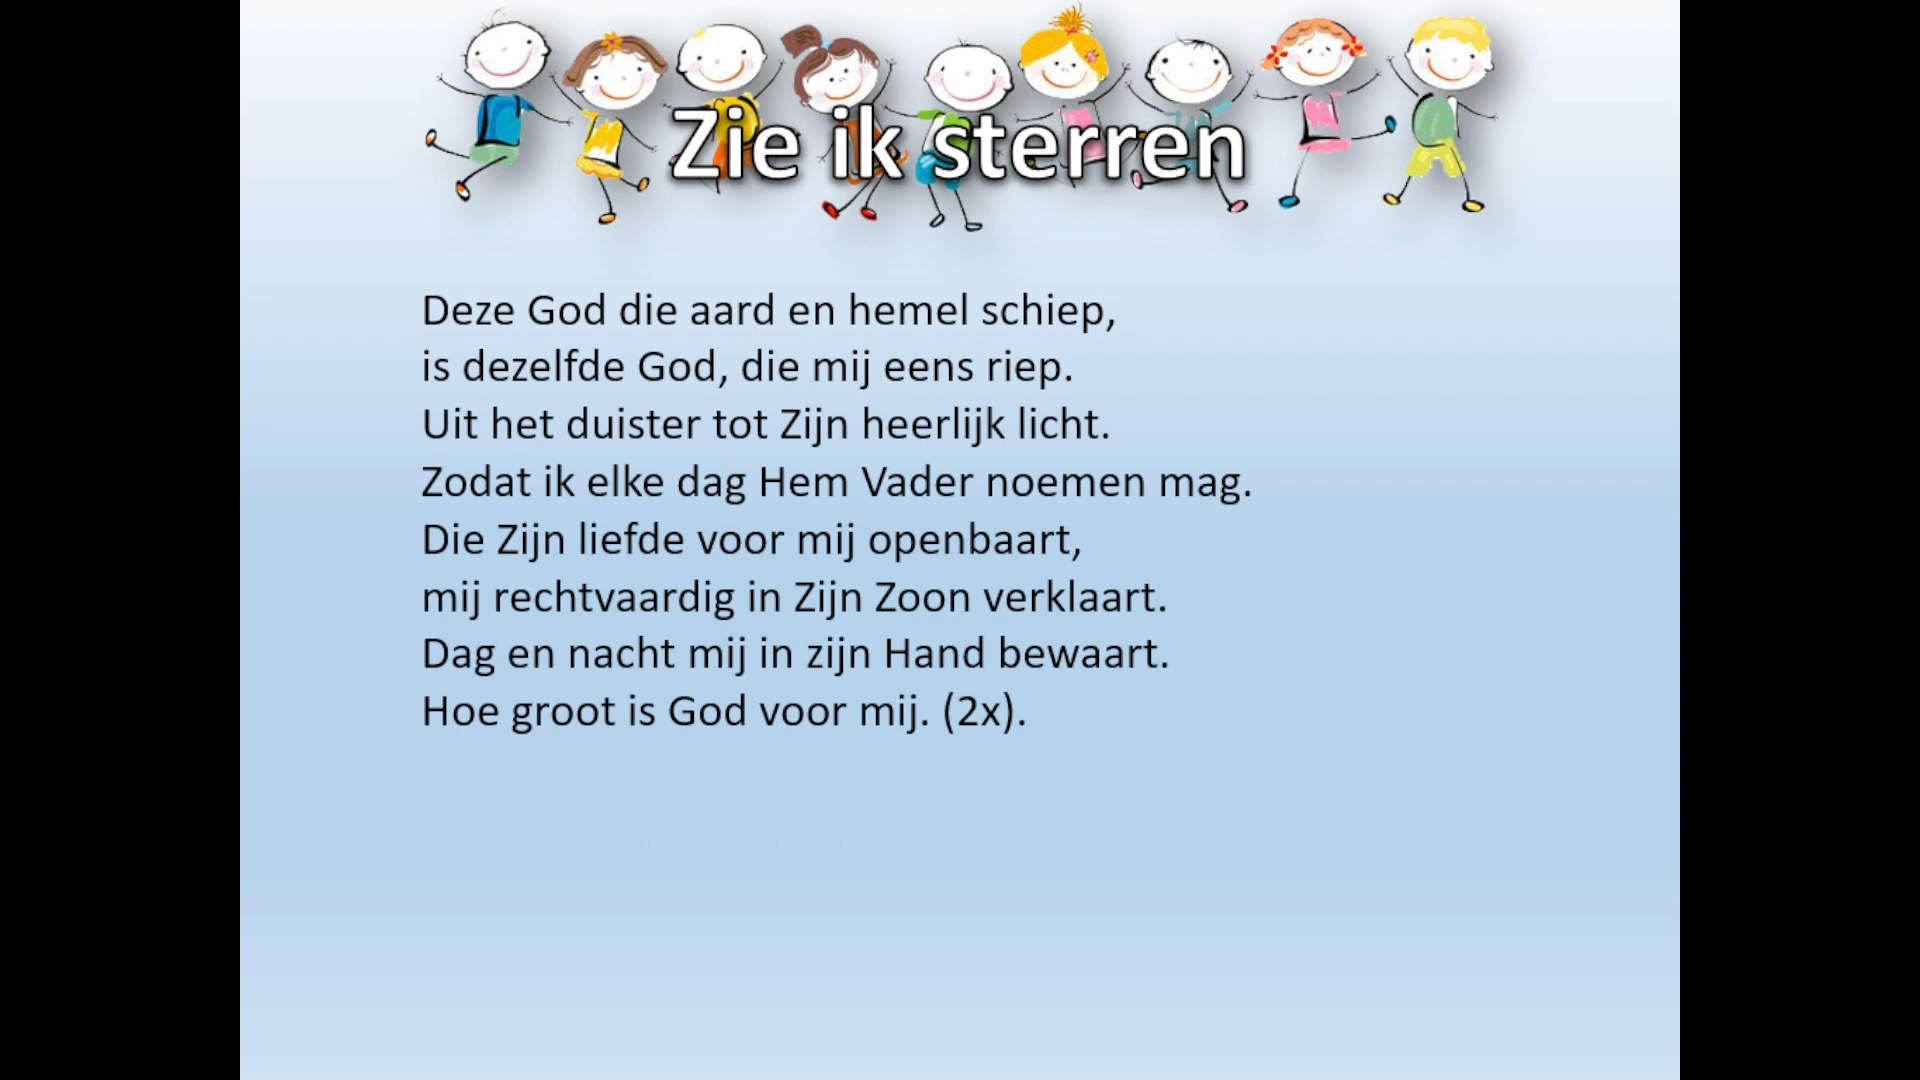 Zie ik sterren
Deze God die aard en hemel schiep,
is dezelfde God, die mij eens riep.
Uit het duister tot Zijn heerlijk licht.
Zodat ik elke dag Hem Vader noemen mag.
Die Zijn liefde voor mij openbaart,
mij rechtvaardig in Zijn Zoon verklaart.
Dag en nacht mij in zijn Hand bewaart.
Hoe groot is God voor mij. (2x).